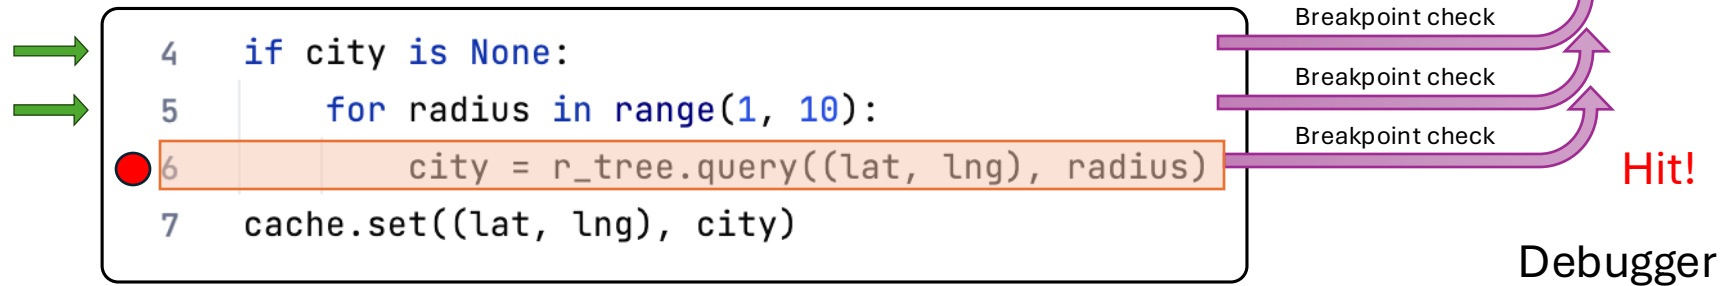 Breakpoint check
4 if city is None:
Breakpoint check
5 for radius in range(1, 10):
Breakpoint check
6 city = r_tree.query((lat, lng), radius)
Hit!
7 cache.set((lat, lng), city)
Debugger